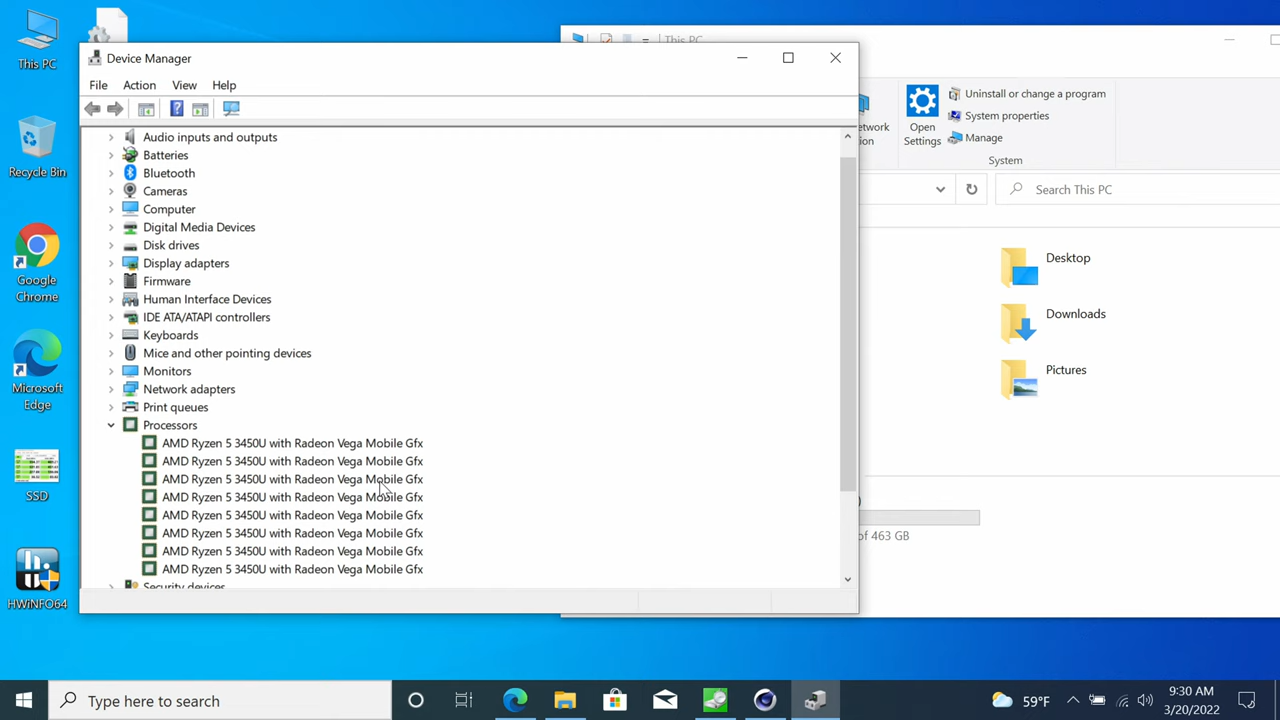 This PC
Recycle Bin
Google
Chrome
Microsoft
Edge
SSD
HWiNFO64
Device Manager
File Action View Help
Audio inputs and outputs
Batteries
Bluetooth
Cameras
Computer
Digital Media Devices
Disk drives
Display adapters
Firmware
Human Interface Devices
IDE ATA/ATAPI controllers
Keyboards
Mice and other pointing devices
Monitors
Network adapters
Print queues
Processors
AMD Ryzen 5 3450U with Radeon Vega Mobile Gfx
AMD Ryzen 5 3450U with Radeon Vega Mobile Gfx
AMD Ryzen 5 3450U with Radeon Vega Mobile Gfx
AMD Ryzen 5 3450U with Radeon Vega Mobile Gfx
AMD Ryzen 5 3450U with Radeon Vega Mobile Gfx
AMD Ryzen 5 3450U with Radeon Vega Mobile Gfx
AMD Ryzen 5 3450U with Radeon Vega Mobile Gfx
AMD Ryzen 5 3450U with Radeon Vega Mobile Gfx
Security devices
This PC
etwork
ion
Open
Settings
Uninstall or change a program
System properties
Manage
System
Search This PC
Desktop
Downloads
Pictures
of 463 GB
Type here to search
59°F
9:30 AM
3/20/2022